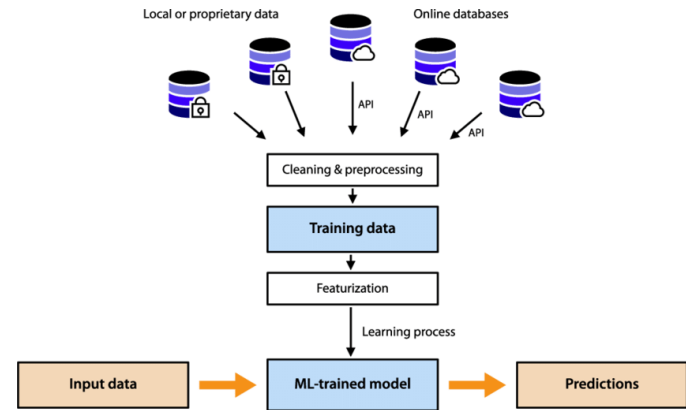 Local or proprietary data
Online databases
API
API
API
Cleaning & preprocessing
Training data
Featurization
Learning process
Input data
ML-trained model
Predictions